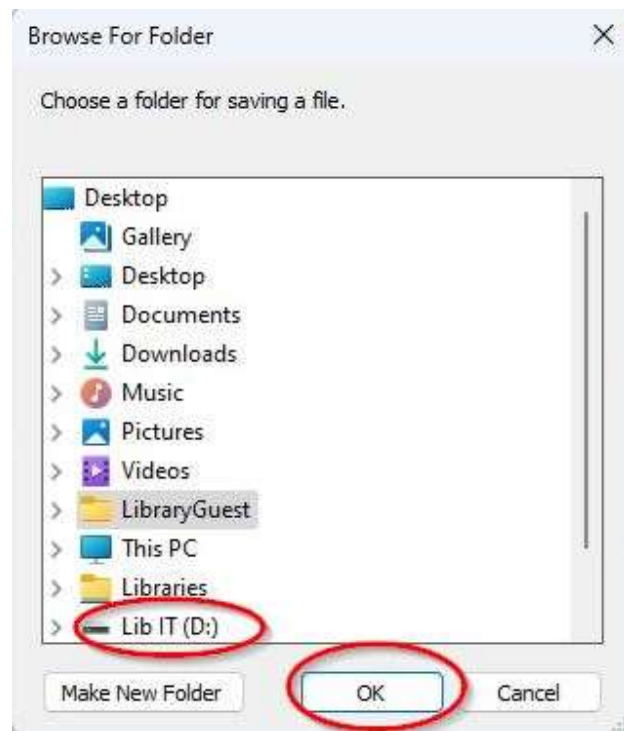 Browse For Folder
Choose a folder for saving a file.
Desktop
Gallery
Desktop
Documents
Downloads
Music
Pictures
Videos
LibraryGuest
This PC
Libraries
Lib IT (D:)
Make New Folder OK Cancel